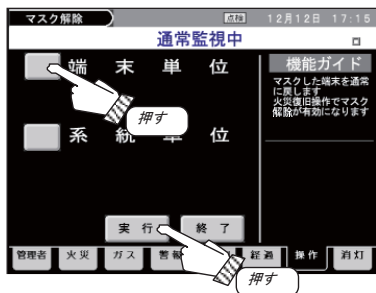 マスク解除 点検 12月12日 17:15
通常監視中
端末単位
押す
系統単位
実行 終了
機能ガイド
マスクした端末を通常
に戻します
火災復旧操作でマスク
解除が有効になります
管理者 火災 ガス 経過 操作 消灯
押す